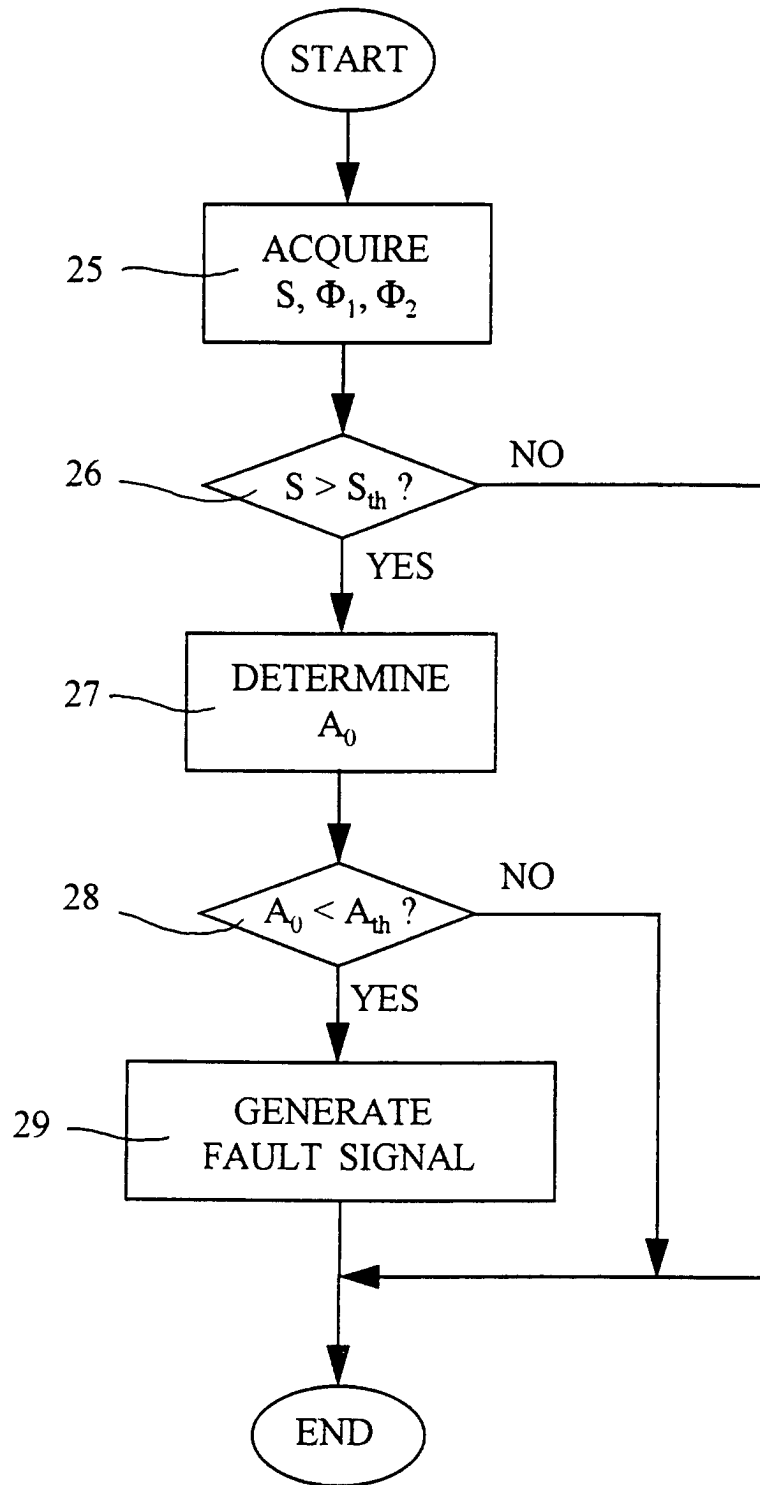 START
25
ACQUIRE
S, Φ₁, Φ₂
26
S > Sₜₕ ?
NO
YES
27
DETERMINE
A₀
28
A₀ < Aₜₕ ?
NO
YES
29
GENERATE
FAULT SIGNAL
END